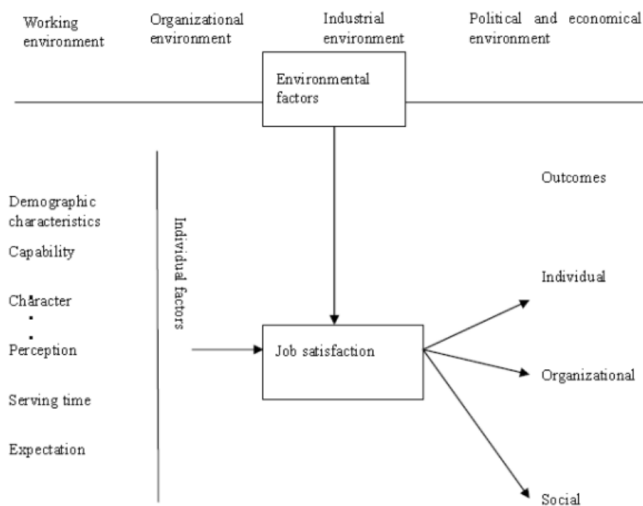 Working
environment
Organizational
environment
Industrial
environment
Political and economical
environment
Environmental
factors
Outcomes
Demographic
characteristics
Capability
Character
Perception
Serving time
Expectation
Individual factors
Job satisfaction
Individual
Organizational
Social